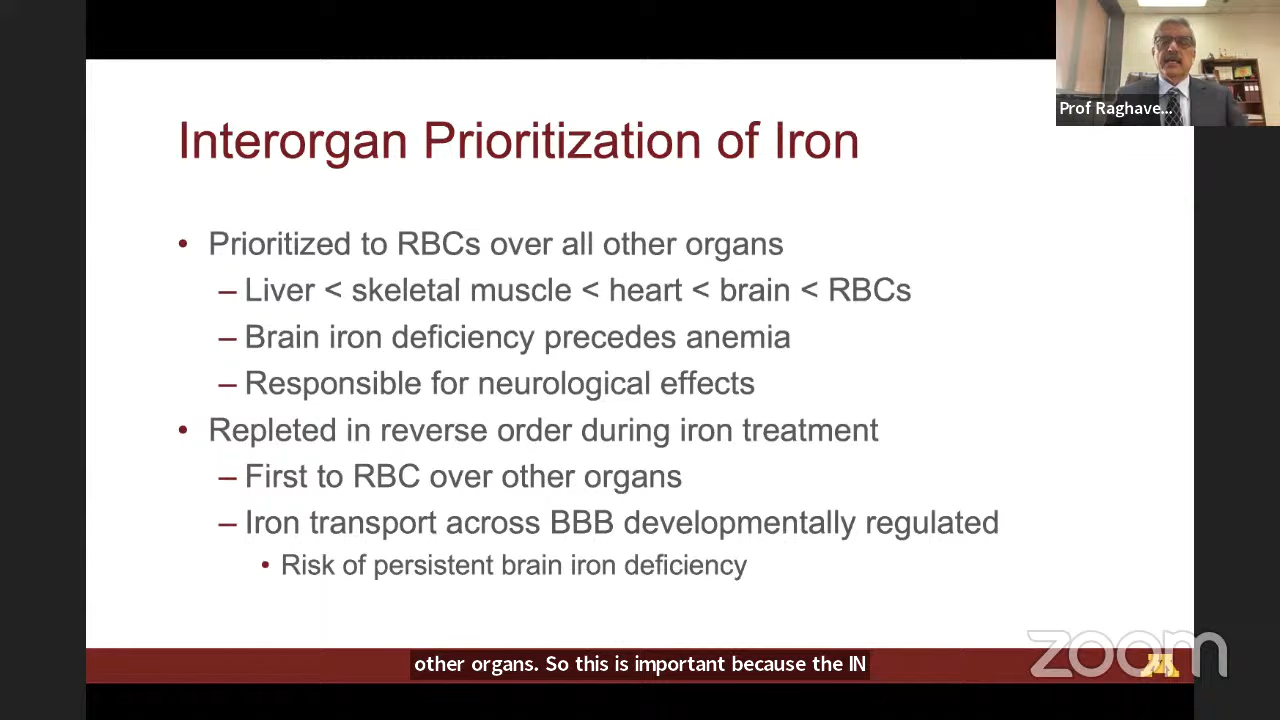 Prof Raghave...
Interorgan Prioritization of Iron
• Prioritized to RBCs over all other organs
– Liver < skeletal muscle < heart < brain < RBCs
– Brain iron deficiency precedes anemia
– Responsible for neurological effects
• Repleted in reverse order during iron treatment
– First to RBC over other organs
– Iron transport across BBB developmentally regulated
• Risk of persistent brain iron deficiency
zoom
other organs. So this is important because the IN
M